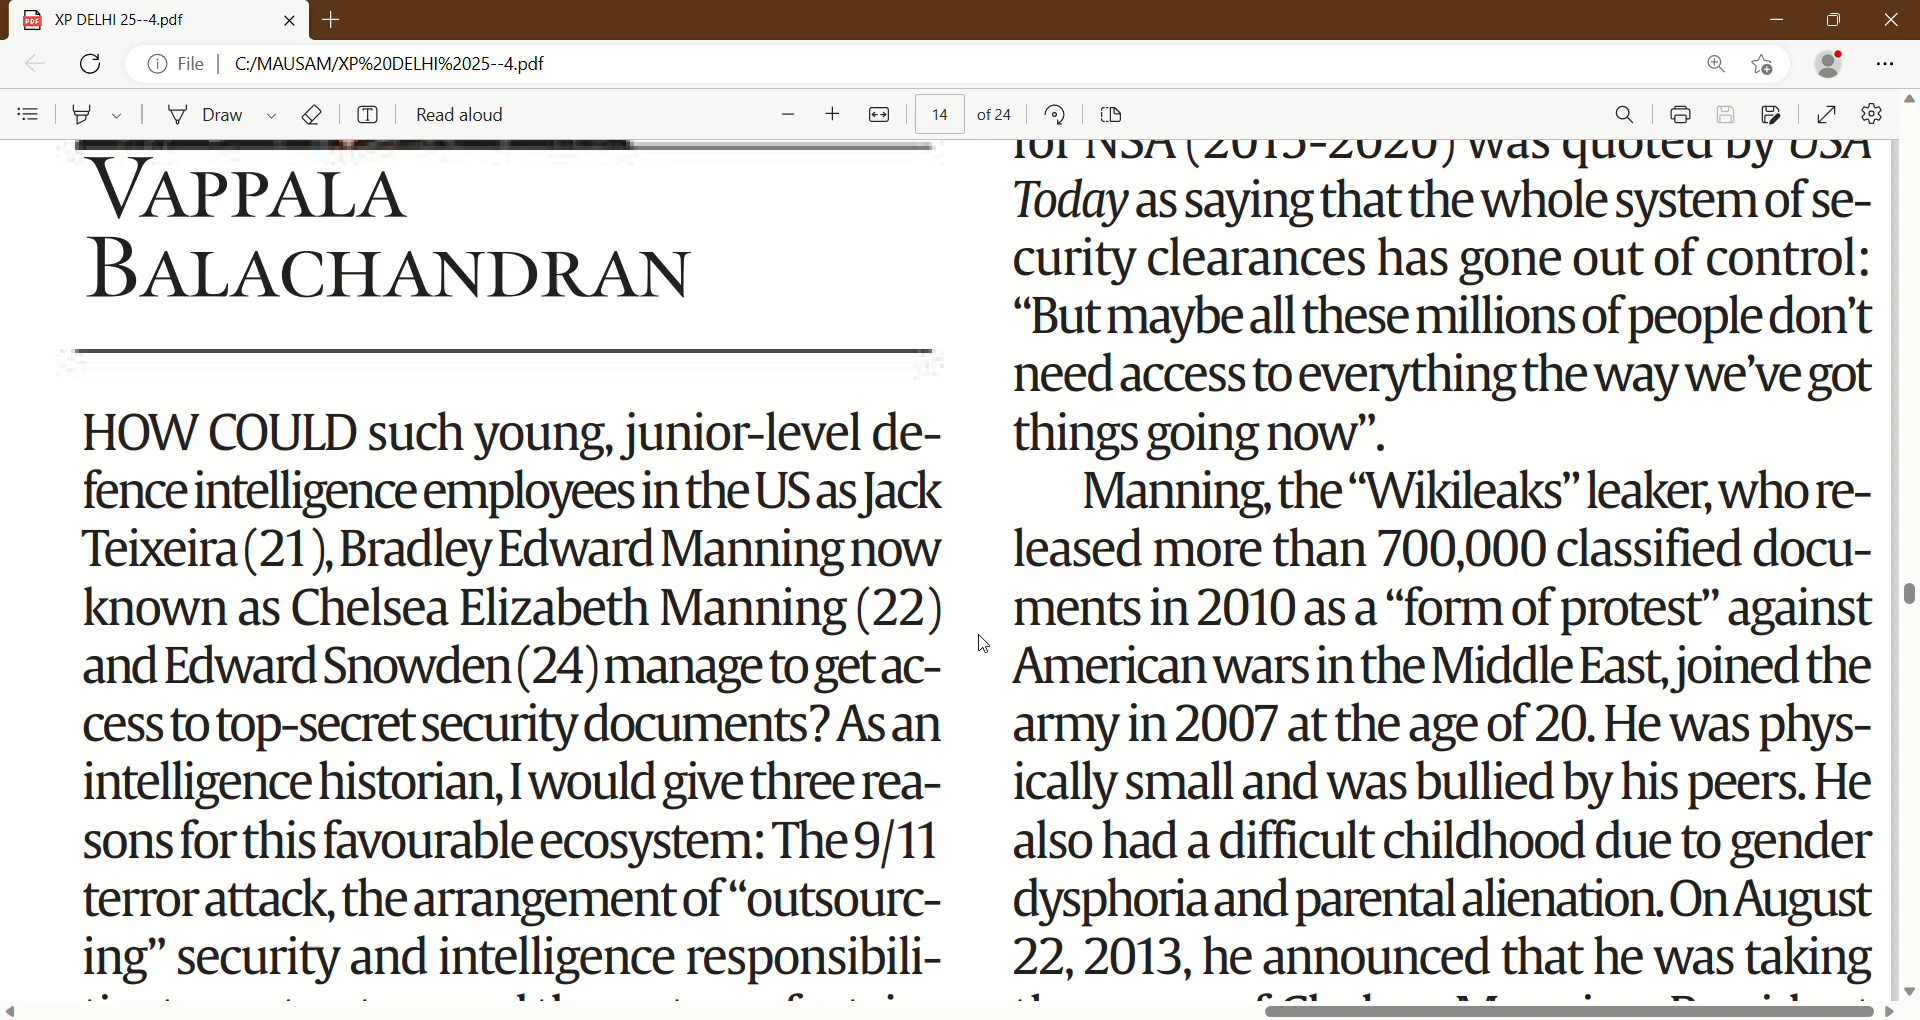 XP DELHI 25--4.pdf
File
C:/MAUSAM/XP%20DELHI%2025--4.pdf
Draw
Read aloud
14
of 24
VAPPALA
BALACHANDRAN
HOW COULD such young, junior-level de-
fence intelligence employees in the US as Jack
Teixeira (21), Bradley Edward Manning now
known as Chelsea Elizabeth Manning (22)
and Edward Snowden (24) manage to get ac-
cess to top-secret security documents? As an
intelligence historian, I would give three rea-
sons for this favourable ecosystem: The 9/11
terror attack, the arrangement of “outsourc-
ing” security and intelligence responsibili-
for NSA (2015-2020) was quoted by USA
Today as saying that the whole system of se-
curity clearances has gone out of control:
“But maybe all these millions of people don’t
need access to everything the way we’ve got
things going now”.
Manning, the “Wikileaks” leaker, who re-
leased more than 700,000 classified docu-
ments in 2010 as a “form of protest” against
American wars in the Middle East, joined the
army in 2007 at the age of 20. He was phys-
ically small and was bullied by his peers. He
also had a difficult childhood due to gender
dysphoria and parental alienation. On August
22, 2013, he announced that he was taking